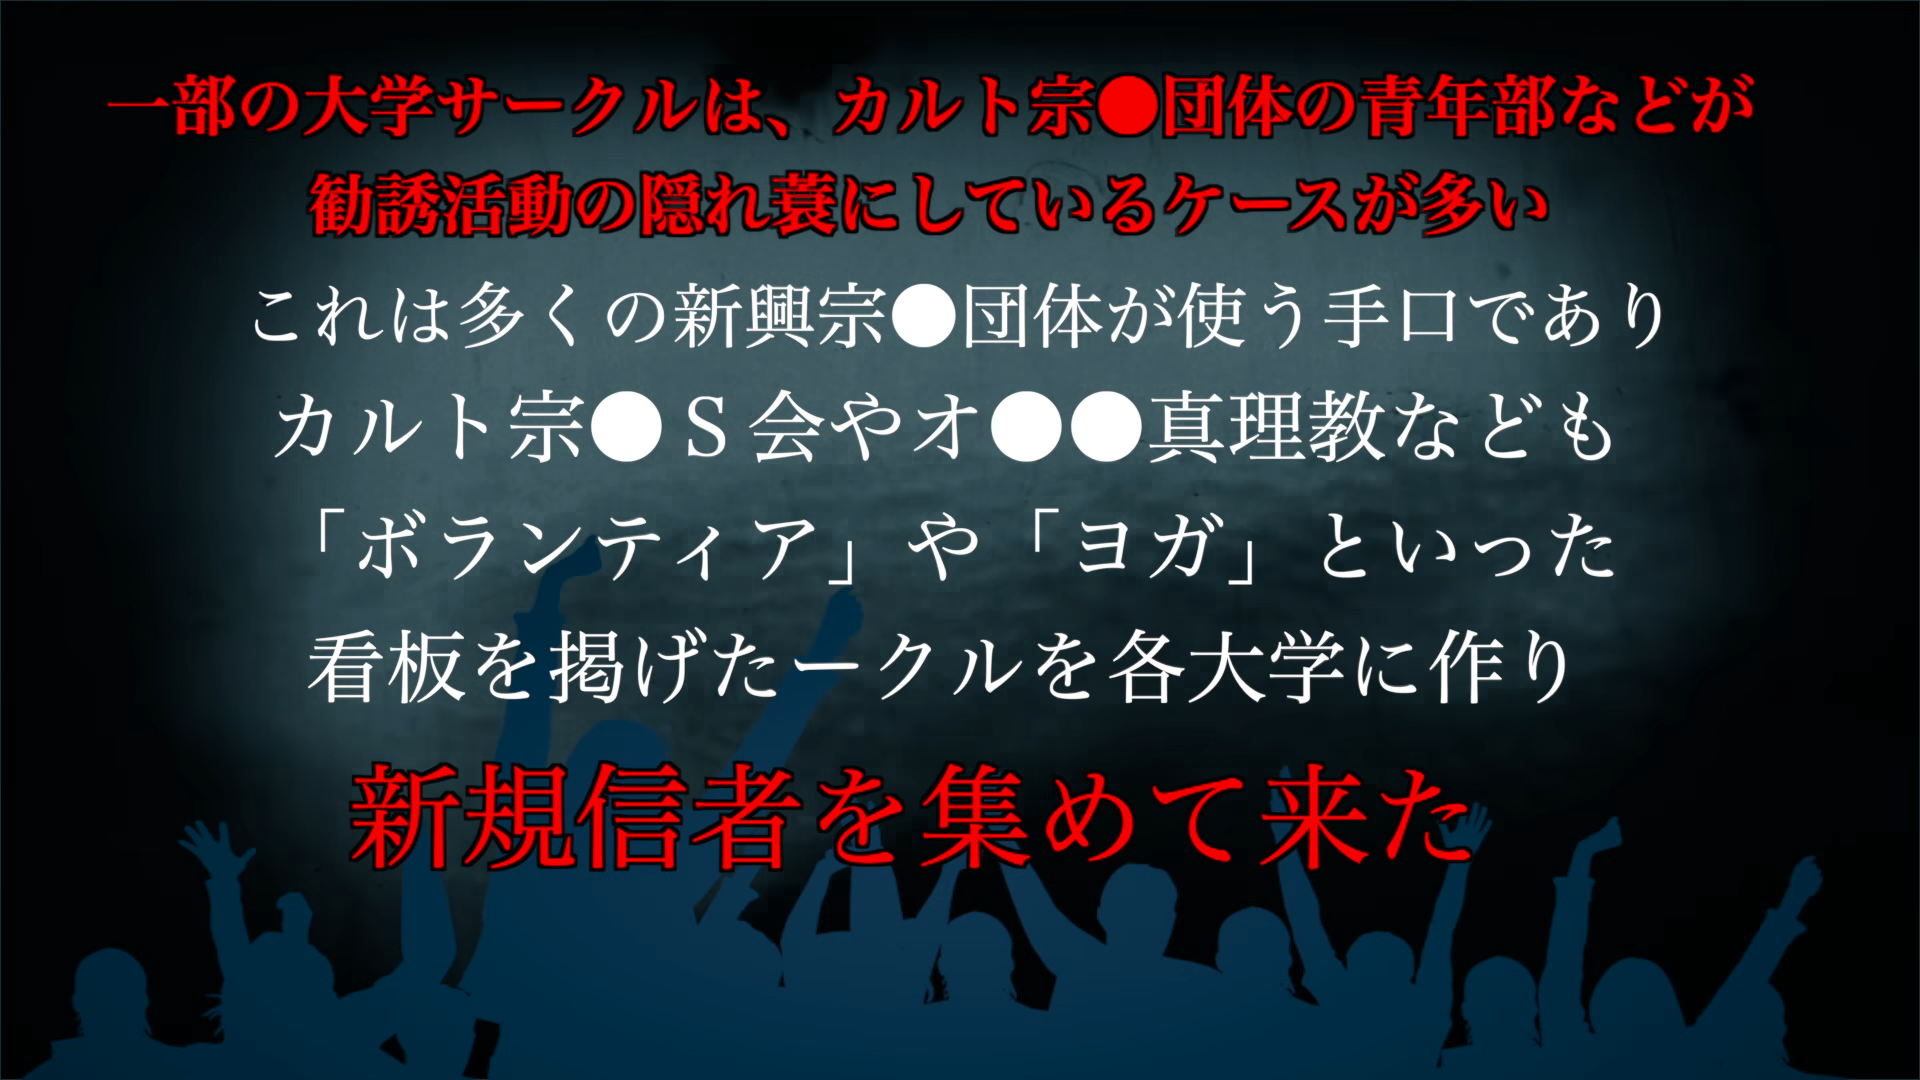 一部の大学サークルは、カルト宗●団体の青年部などが
勧誘活動の隠れ蓑にしているケースが多い
これは多くの新興宗●団体が使う手口であり
カルト宗●Ｓ会やオ●●真理教なども
「ボランティア」や「ヨガ」といった
看板を掲げたークルを各大学に作り
新規信者を集めて来た